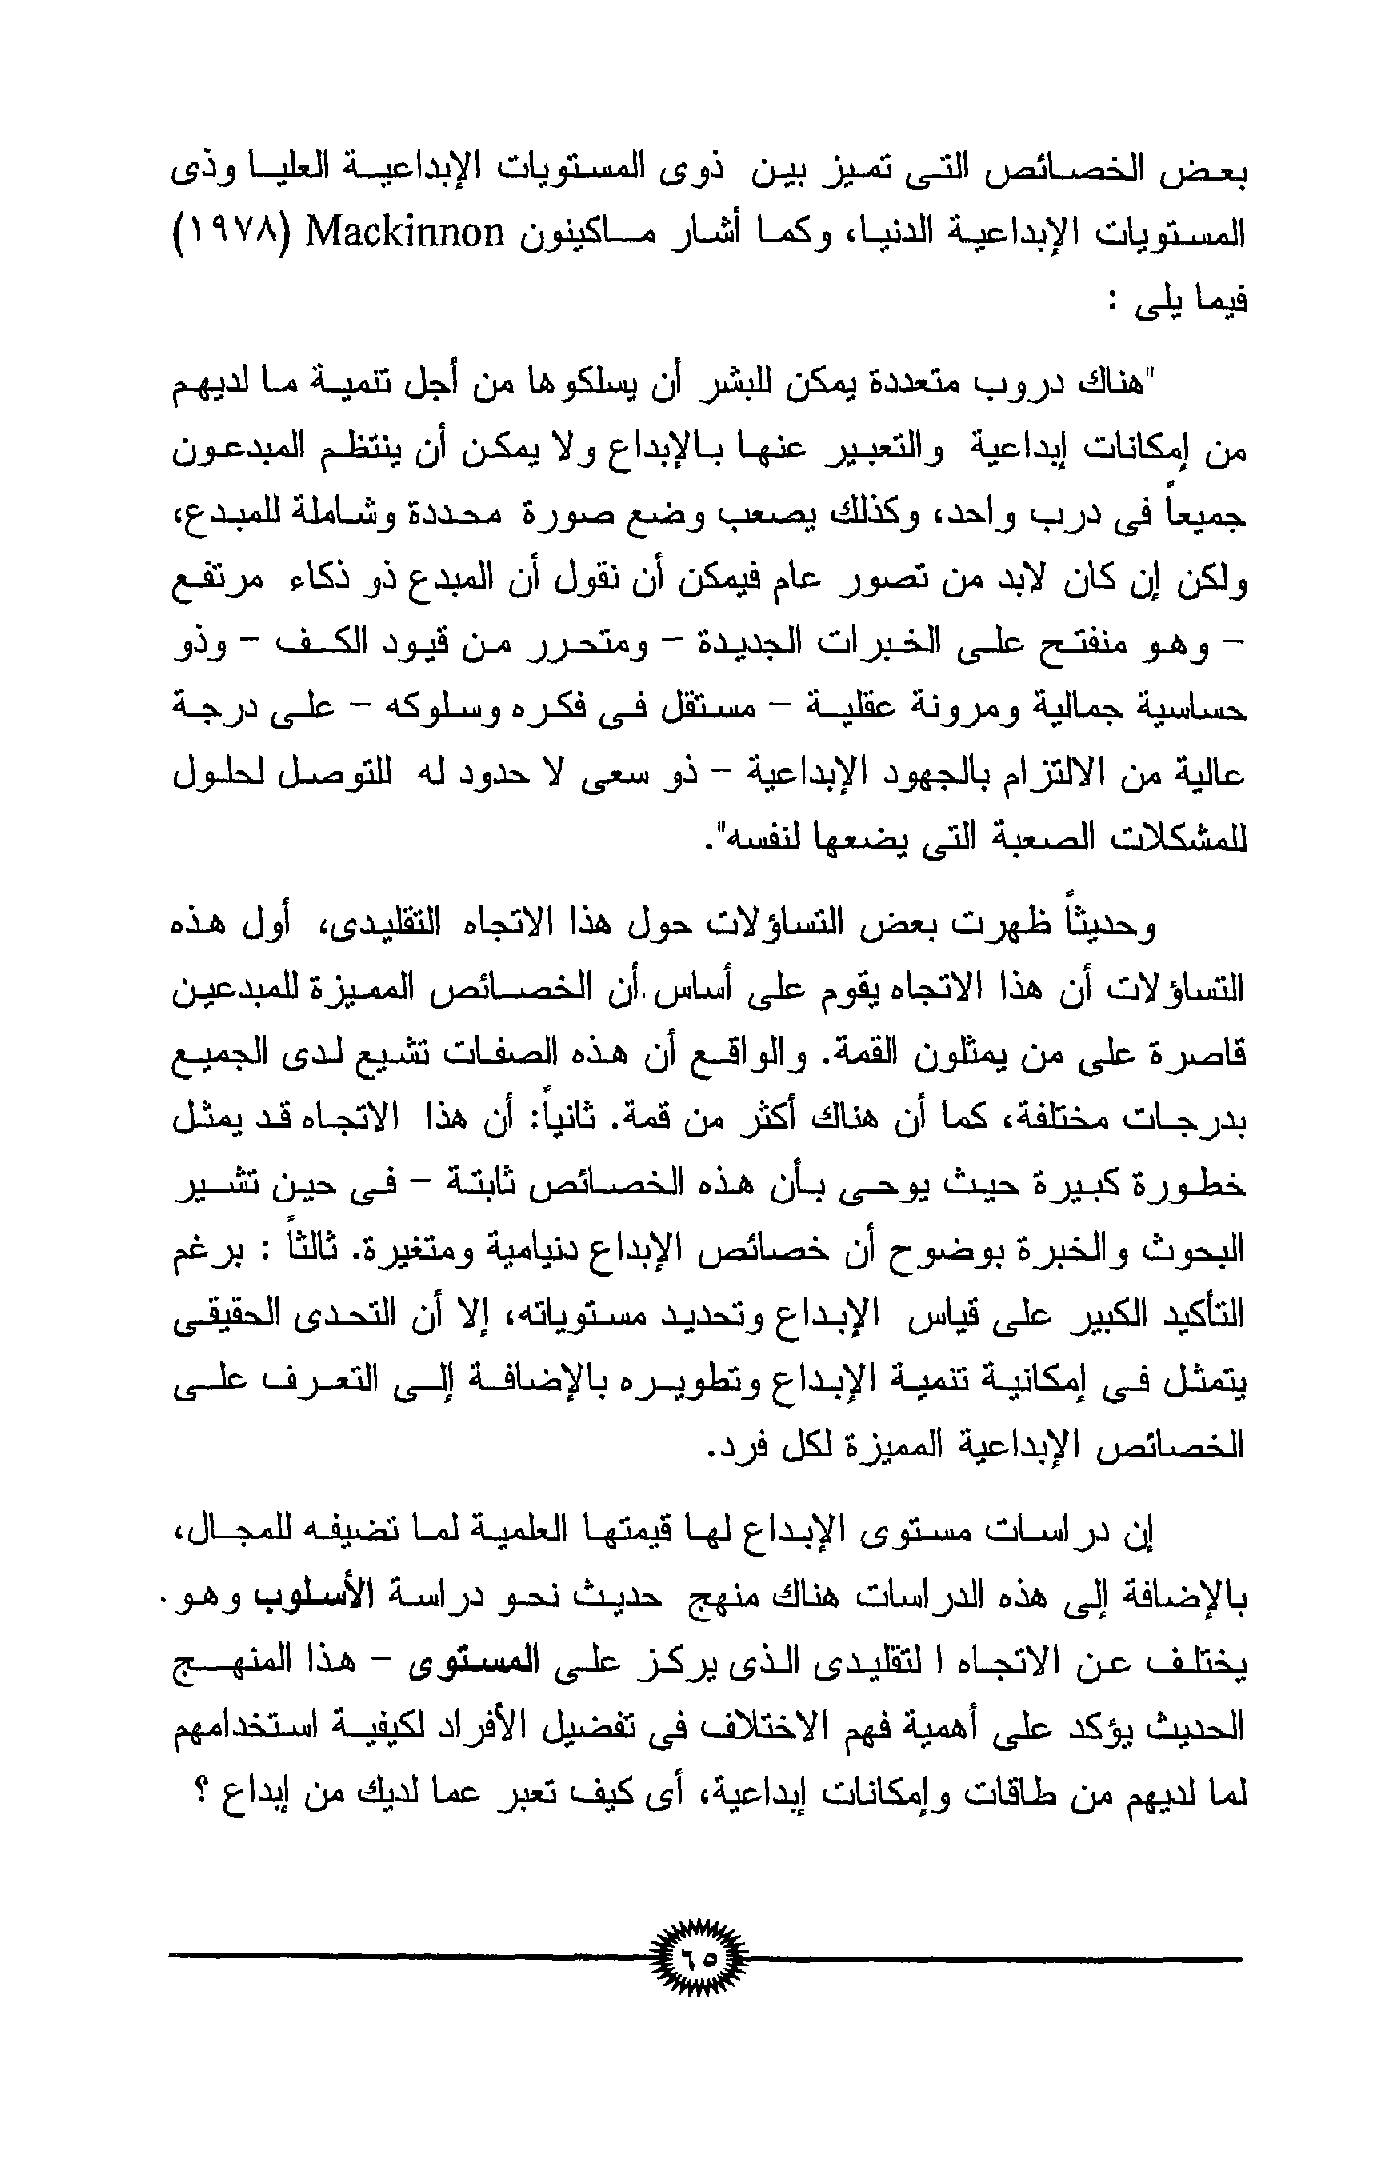 بعض الخصائص التى تميز بين ذوى المستويات الإبداعية العليا وذى
المستويات الإبداعية الدنيا، وكما أشار ماكينون Mackinnon (١٩٧٨)
فيما يلى :
"هناك دروب متعددة يمكن للبشر أن يسلكوها من أجل تنمية ما لديهم
من إمكانات إبداعية والتعبير عنها بالإبداع ولا يمكن أن ينتظم المبدعون
جميعاً فى درب واحد، وكذلك يصعب وضع صورة محددة وشاملة للمبدع،
ولكن إن كان لابد من تصور عام فيمكن أن نقول أن المبدع ذو ذكاء مرتفع
– وهو منفتح على الخبرات الجديدة – ومتحرر من قيود الكف – وذو
حساسية جمالية ومرونة عقلية – مستقل فى فكره وسلوكه – على درجة
عالية من الالتزام بالجهود الإبداعية – ذو سعى لا حدود له للتوصل لحلول
للمشكلات الصعبة التى يضعها لنفسه".
وحديثاً ظهرت بعض التساؤلات حول هذا الاتجاه التقليدى، أول هذه
التساؤلات أن هذا الاتجاه يقوم على أساس أن الخصائص المميزة للمبدعين
قاصرة على من يمثلون القمة. والواقع أن هذه الصفات تشيع لدى الجميع
بدرجات مختلفة، كما أن هناك أكثر من قمة. ثانياً: أن هذا الاتجاه قد يمثل
خطورة كبيرة حيث يوحى بأن هذه الخصائص ثابتة – فى حين تشير
البحوث والخبرة بوضوح أن خصائص الإبداع دنيامية ومتغيرة. ثالثاً : برغم
التأكيد الكبير على قياس الإبداع وتحديد مستوياته، إلا أن التحدى الحقيقى
يتمثل فى إمكانية تنمية الإبداع وتطويره بالإضافة إلى التعرف على
الخصائص الإبداعية المميزة لكل فرد.
إن دراسات مستوى الإبداع لها قيمتها العلمية لما تضيفه للمجال،
بالإضافة إلى هذه الدراسات هناك منهج حديث نحو دراسة الأسلوب وهو
يختلف عن الاتجاه ا لتقليدى الذى يركز على المستوى – هذا المنهج
الحديث يؤكد على أهمية فهم الاختلاف فى تفضيل الأفراد لكيفية استخدامهم
لما لديهم من طاقات وإمكانات إبداعية، أى كيف تعبر عما لديك من إبداع ؟
٦٥